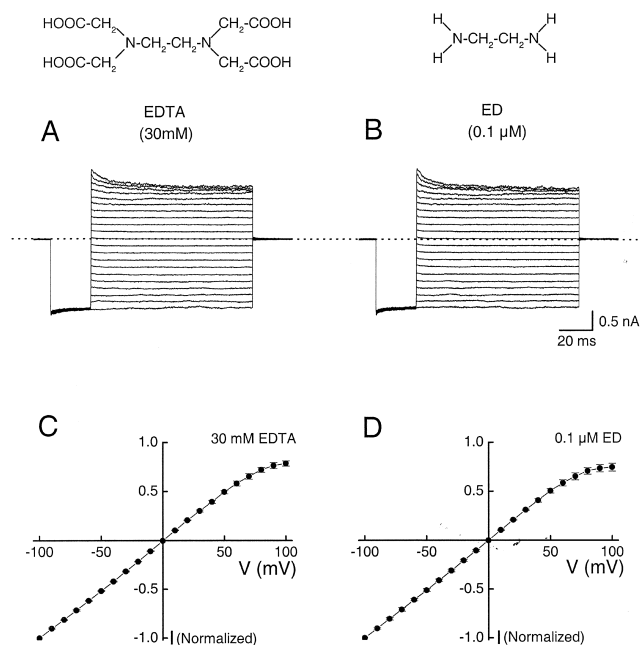 HOOC-CH2 CH2-COOH
N-CH2-CH2-N
HOOC-CH2 CH2-COOH
H H
N-CH2-CH2-N
H H
EDTA
(30mM)
ED
(0.1 µM)
A
B
0.5 nA
20 ms
C
30 mM EDTA
1.0
0.5
-100 -50 50 100
V (mV)
-0.5
-1.0
I (Normalized)
D
0.1 µM ED
1.0
0.5
-100 -50 50 100
V (mV)
-0.5
-1.0
I (Normalized)